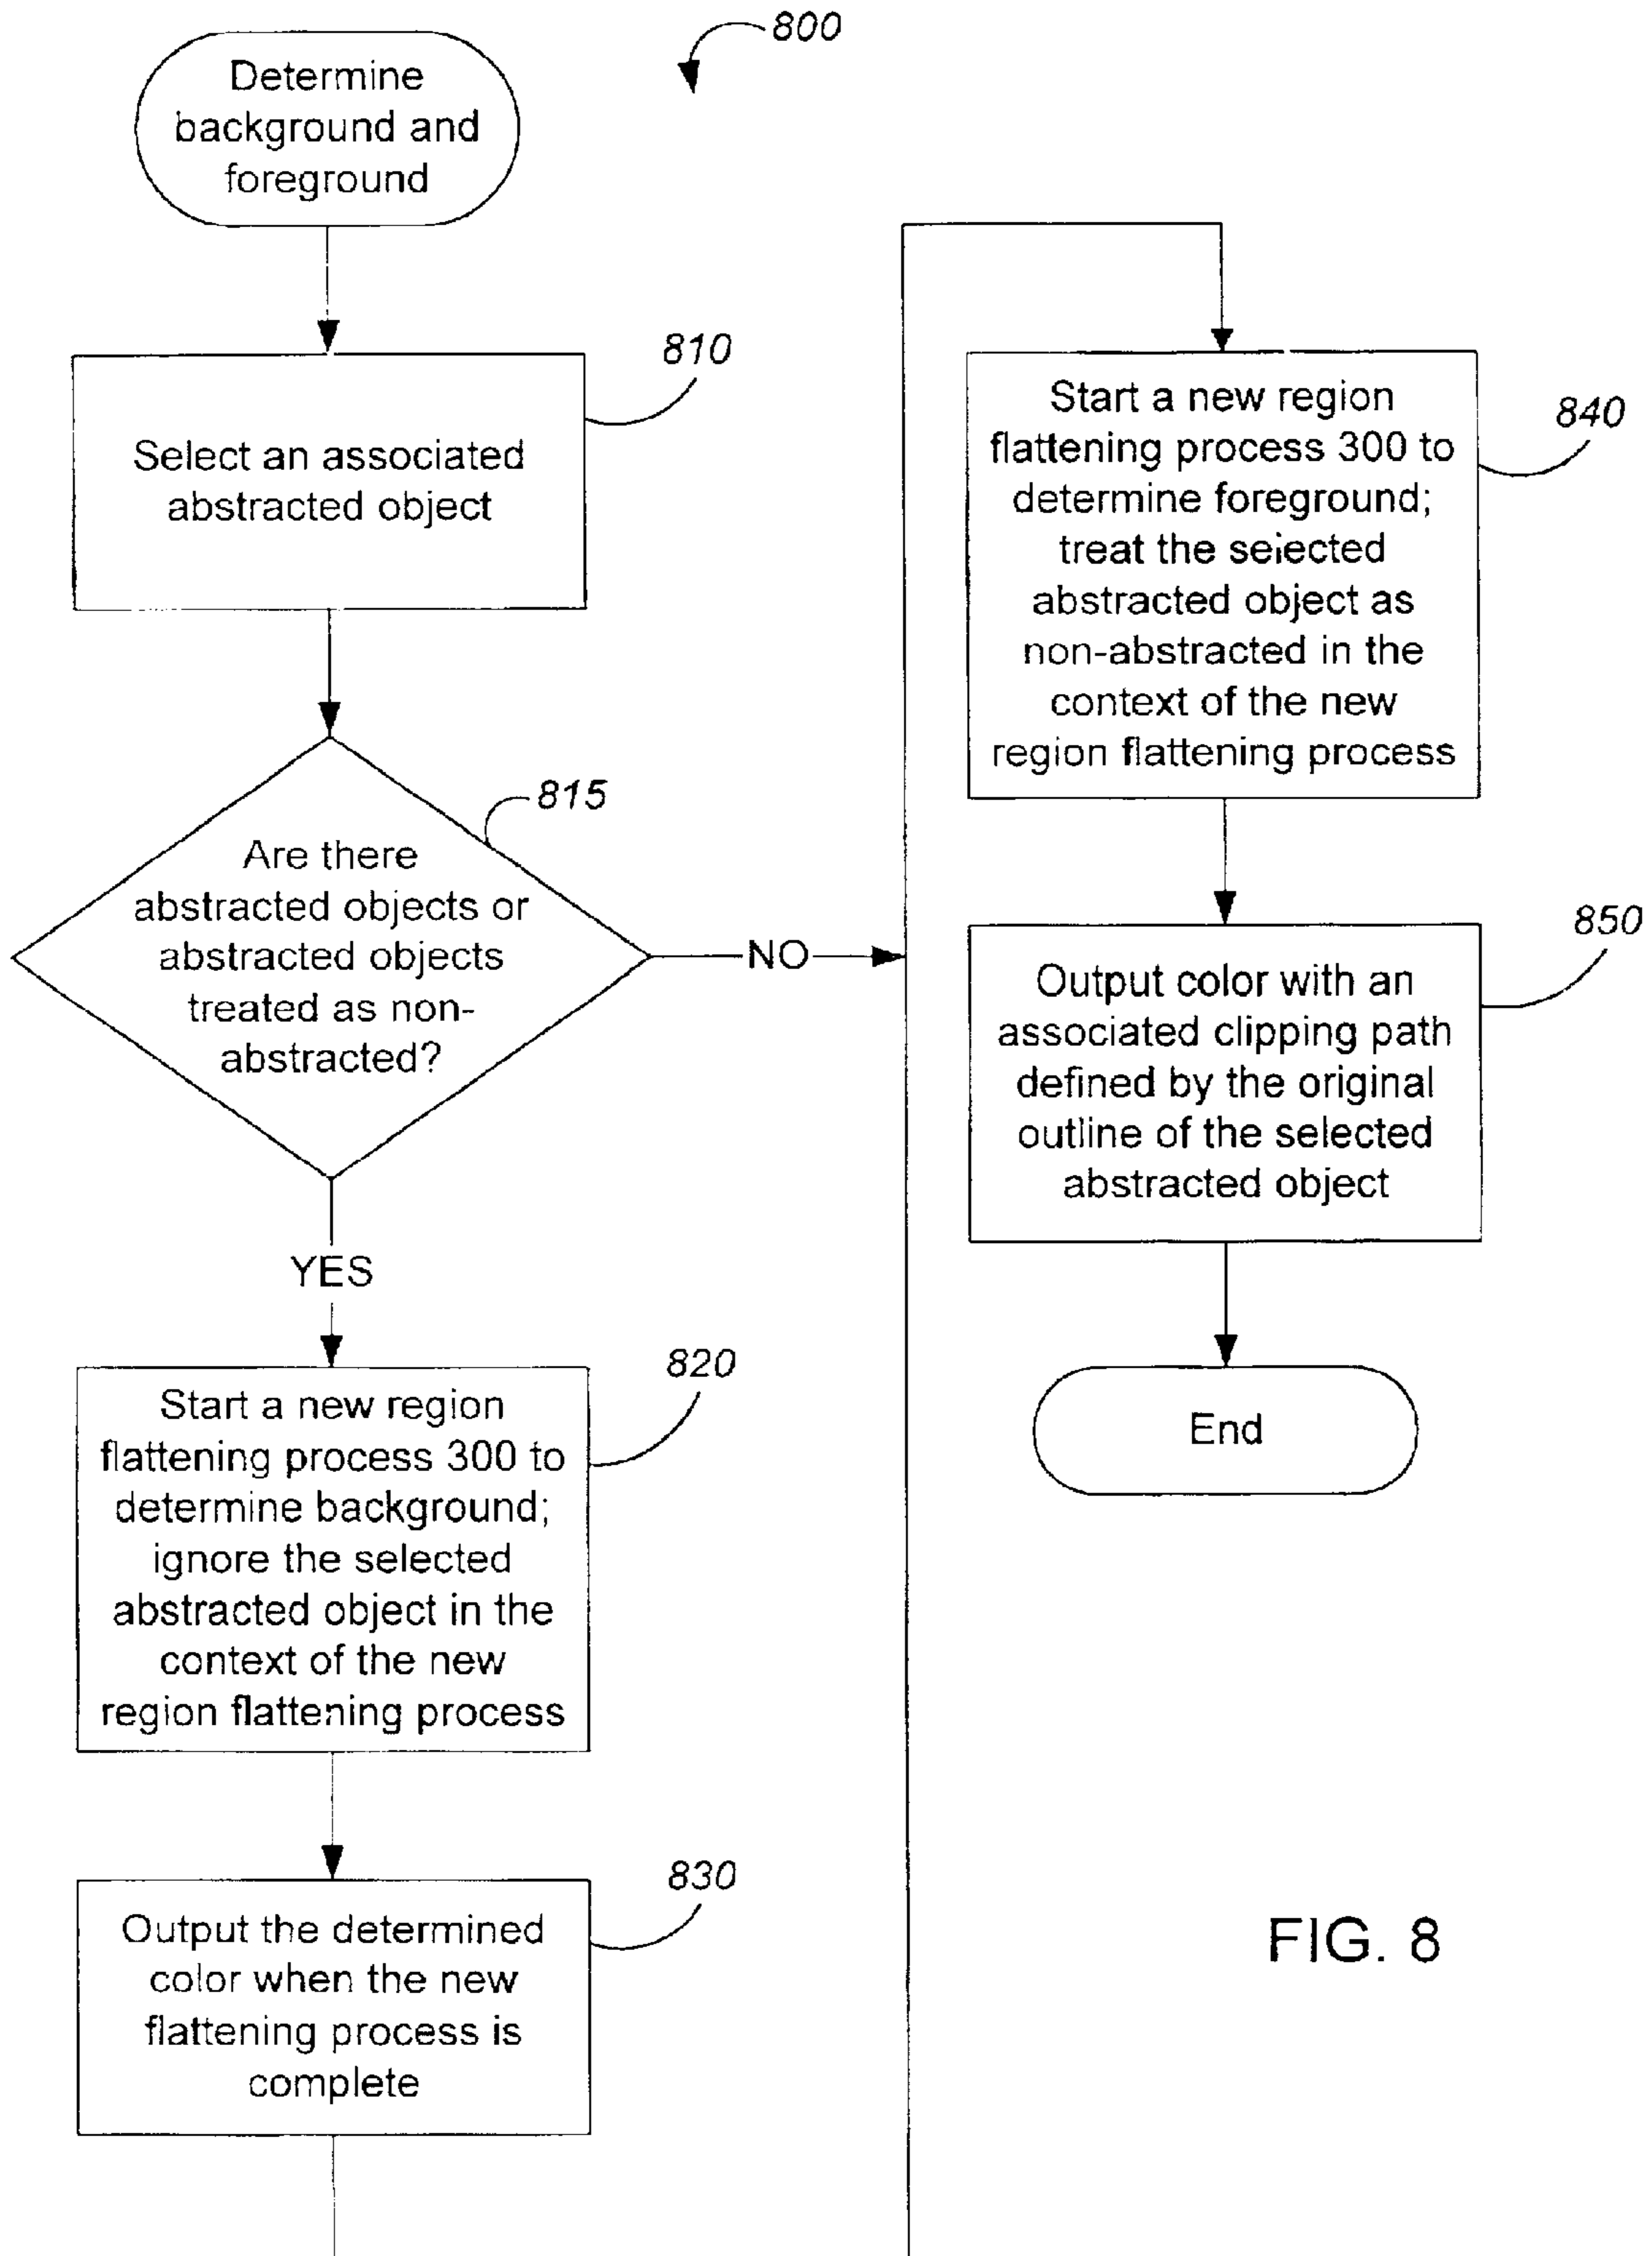 800
Determine
background and
foreground
810
Select an associated
abstracted object
815
Are there
abstracted objects or
abstracted objects
treated as non-
abstracted?
NO
YES
820
Start a new region
flattening process 300 to
determine background;
ignore the selected
abstracted object in the
context of the new
region flattening process
830
Output the determined
color when the new
flattening process is
complete
840
Start a new region
flattening process 300 to
determine foreground;
treat the selected
abstracted object as
non-abstracted in the
context of the new
region flattening process
850
Output color with an
associated clipping path
defined by the original
outline of the selected
abstracted object
End
FIG. 8